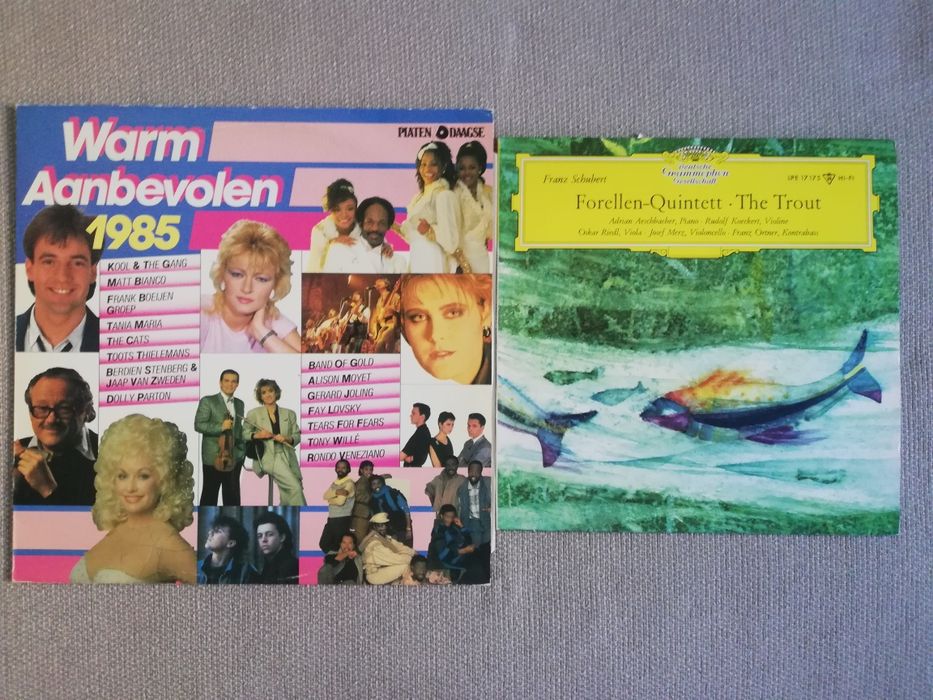 Warm
Aanbevolen
1985
PLATEN DAAGSE
KOOL & THE GANG
MATT BIANCO
FRANK BOEIJEN
GROEP
TANIA MARIA
THE CATS
TOOTS THIELEMANS
BERDIEN STENBERG &
JAAP VAN ZWEDEN
DOLLY PARTON
BAND OF GOLD
ALISON MOYET
GERARD JOLING
FAY LOVSKY
TEARS FOR FEARS
TONY WILLÉ
RONDO VENEZIANO
Deutsche
Grammophon
Gesellschaft
Franz Schubert
LPE 17175 HI-FI
Forellen-Quintett · The Trout
Adrian Aeschbacher, Piano · Rudolf Koeckert, Violine
Oskar Riedl, Viola · Josef Merz, Violoncello · Franz Ortner, Kontrabass